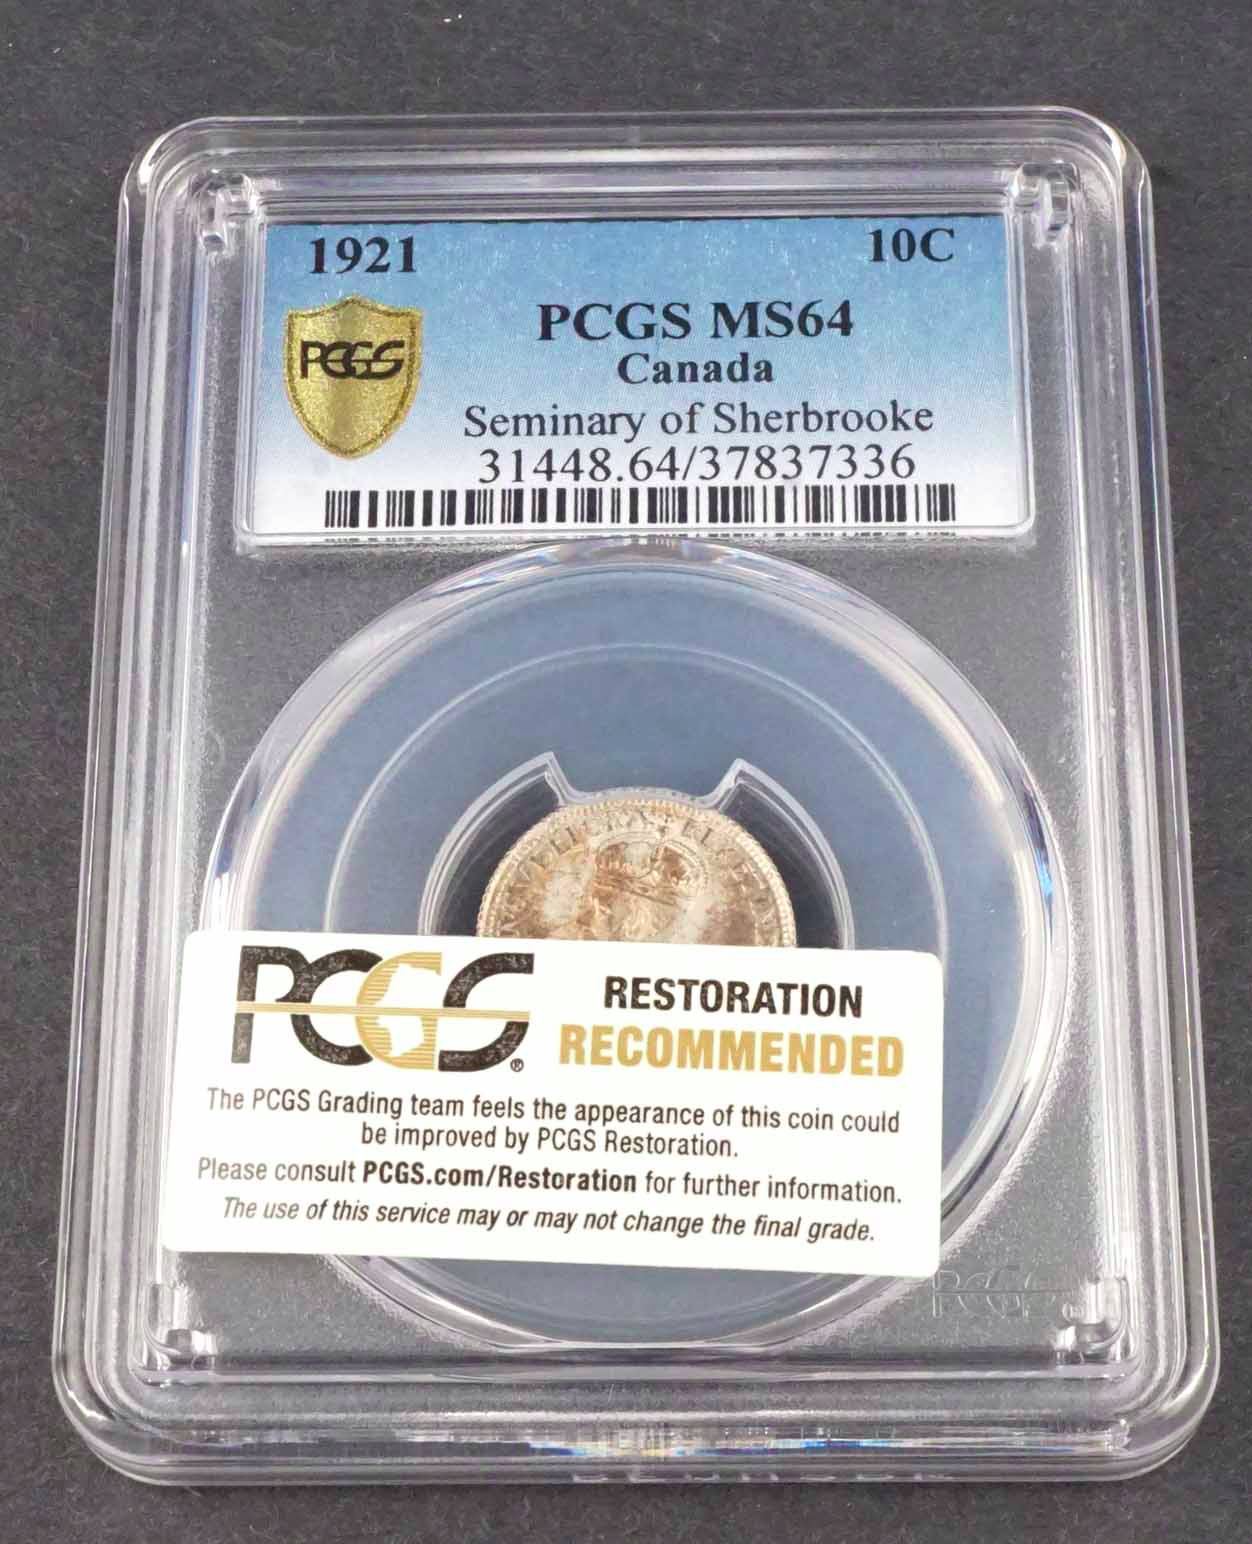 1921 10C
PCGS MS64
PCGS
Canada
Seminary of Sherbrooke
31448.64/37837336
PCGS® RESTORATION
RECOMMENDED
The PCGS Grading team feels the appearance of this coin could
be improved by PCGS Restoration.
Please consult PCGS.com/Restoration for further information.
The use of this service may or may not change the final grade.
PCGS